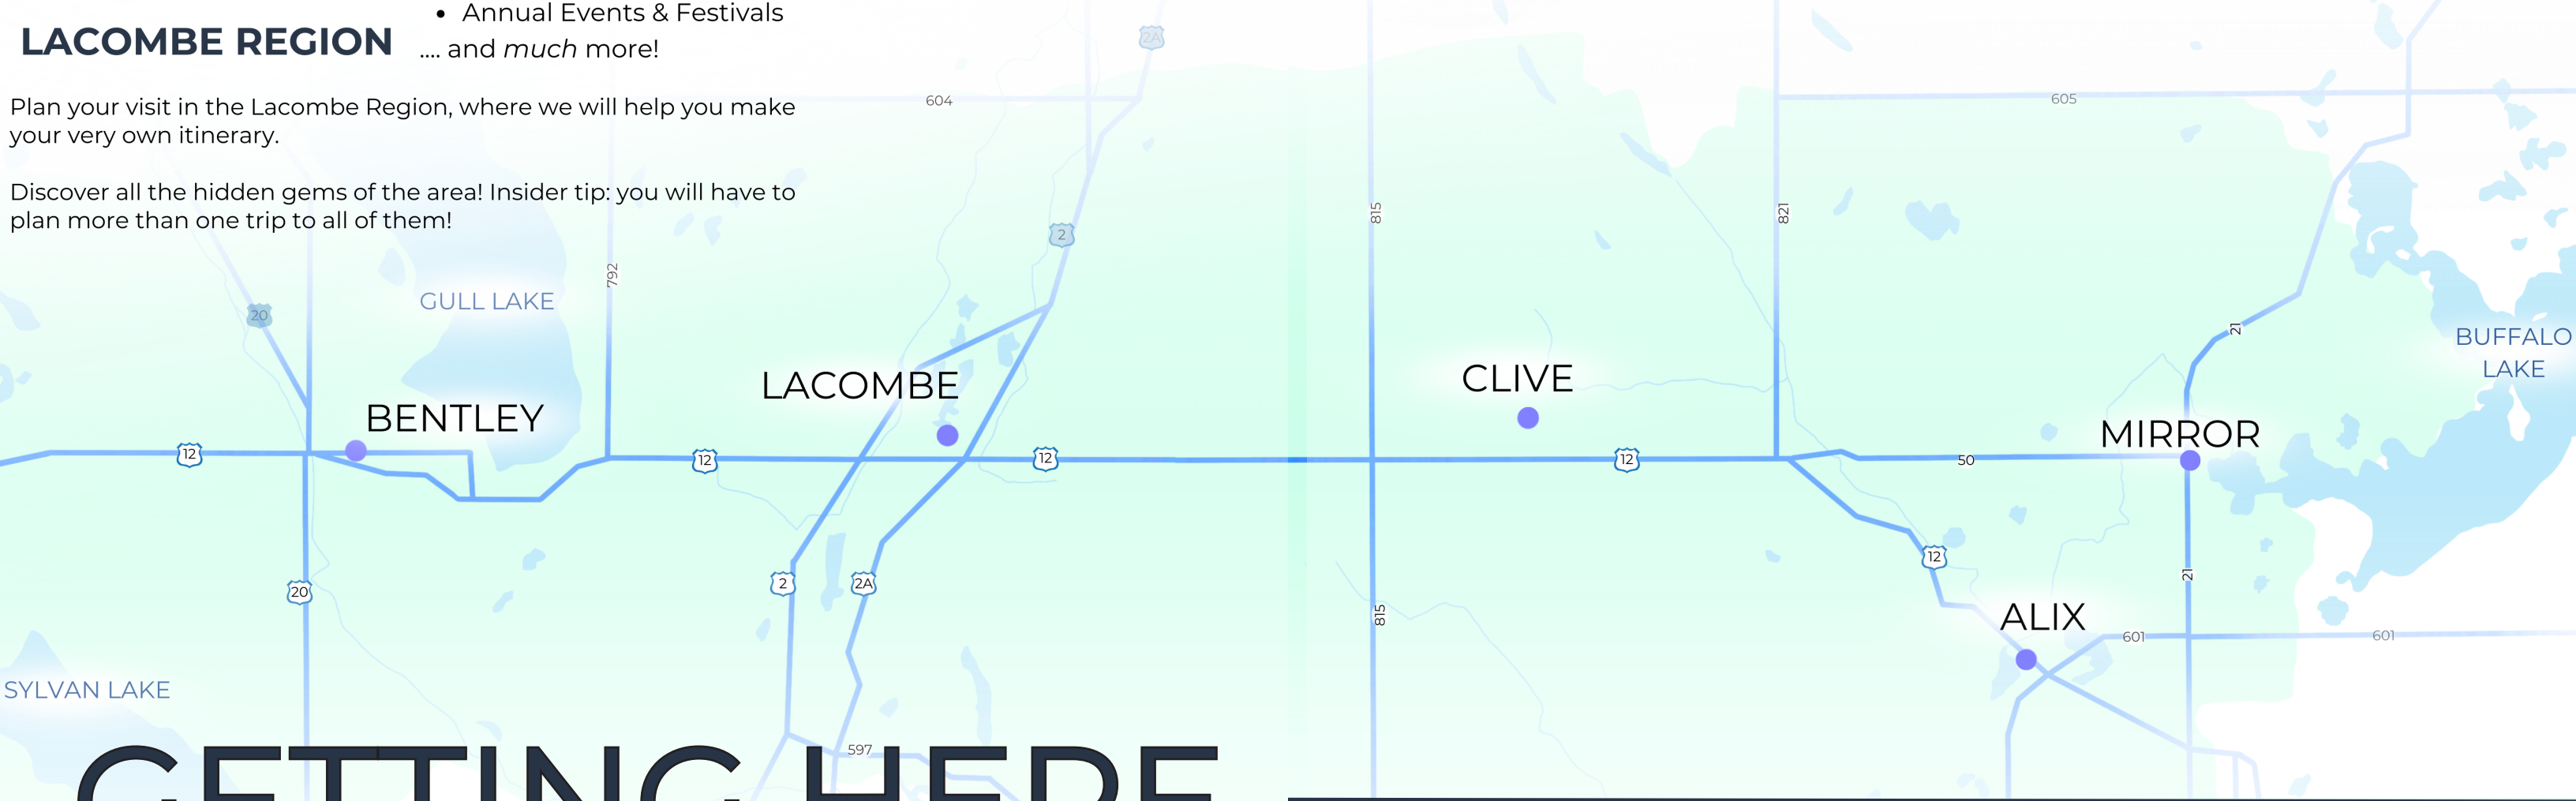 • Annual Events & Festivals
.... and much more!
LACOMBE REGION
Plan your visit in the Lacombe Region, where we will help you make
your very own itinerary.
Discover all the hidden gems of the area! Insider tip: you will have to
plan more than one trip to all of them!
2A
604
605
815
821
2
792
20
GULL LAKE
21
BUFFALO
LAKE
LACOMBE
CLIVE
BENTLEY
MIRROR
12
12
12
12
50
12
20
2
2A
815
21
ALIX
601
601
SYLVAN LAKE
597
GETTING HERE